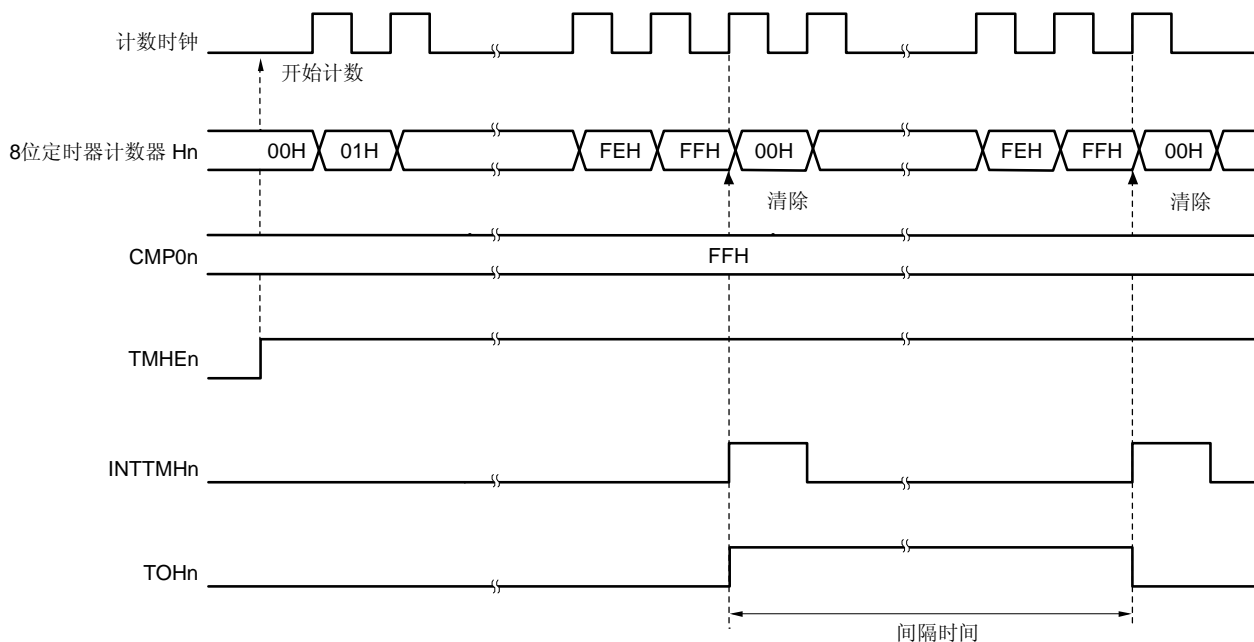 计数时钟
开始计数
8位定时器计数器 Hn
00H 01H FEH FFH 00H FEH FFH 00H
清除 清除
CMP0n
FFH
TMHEn
INTTMHn
TOHn
间隔时间